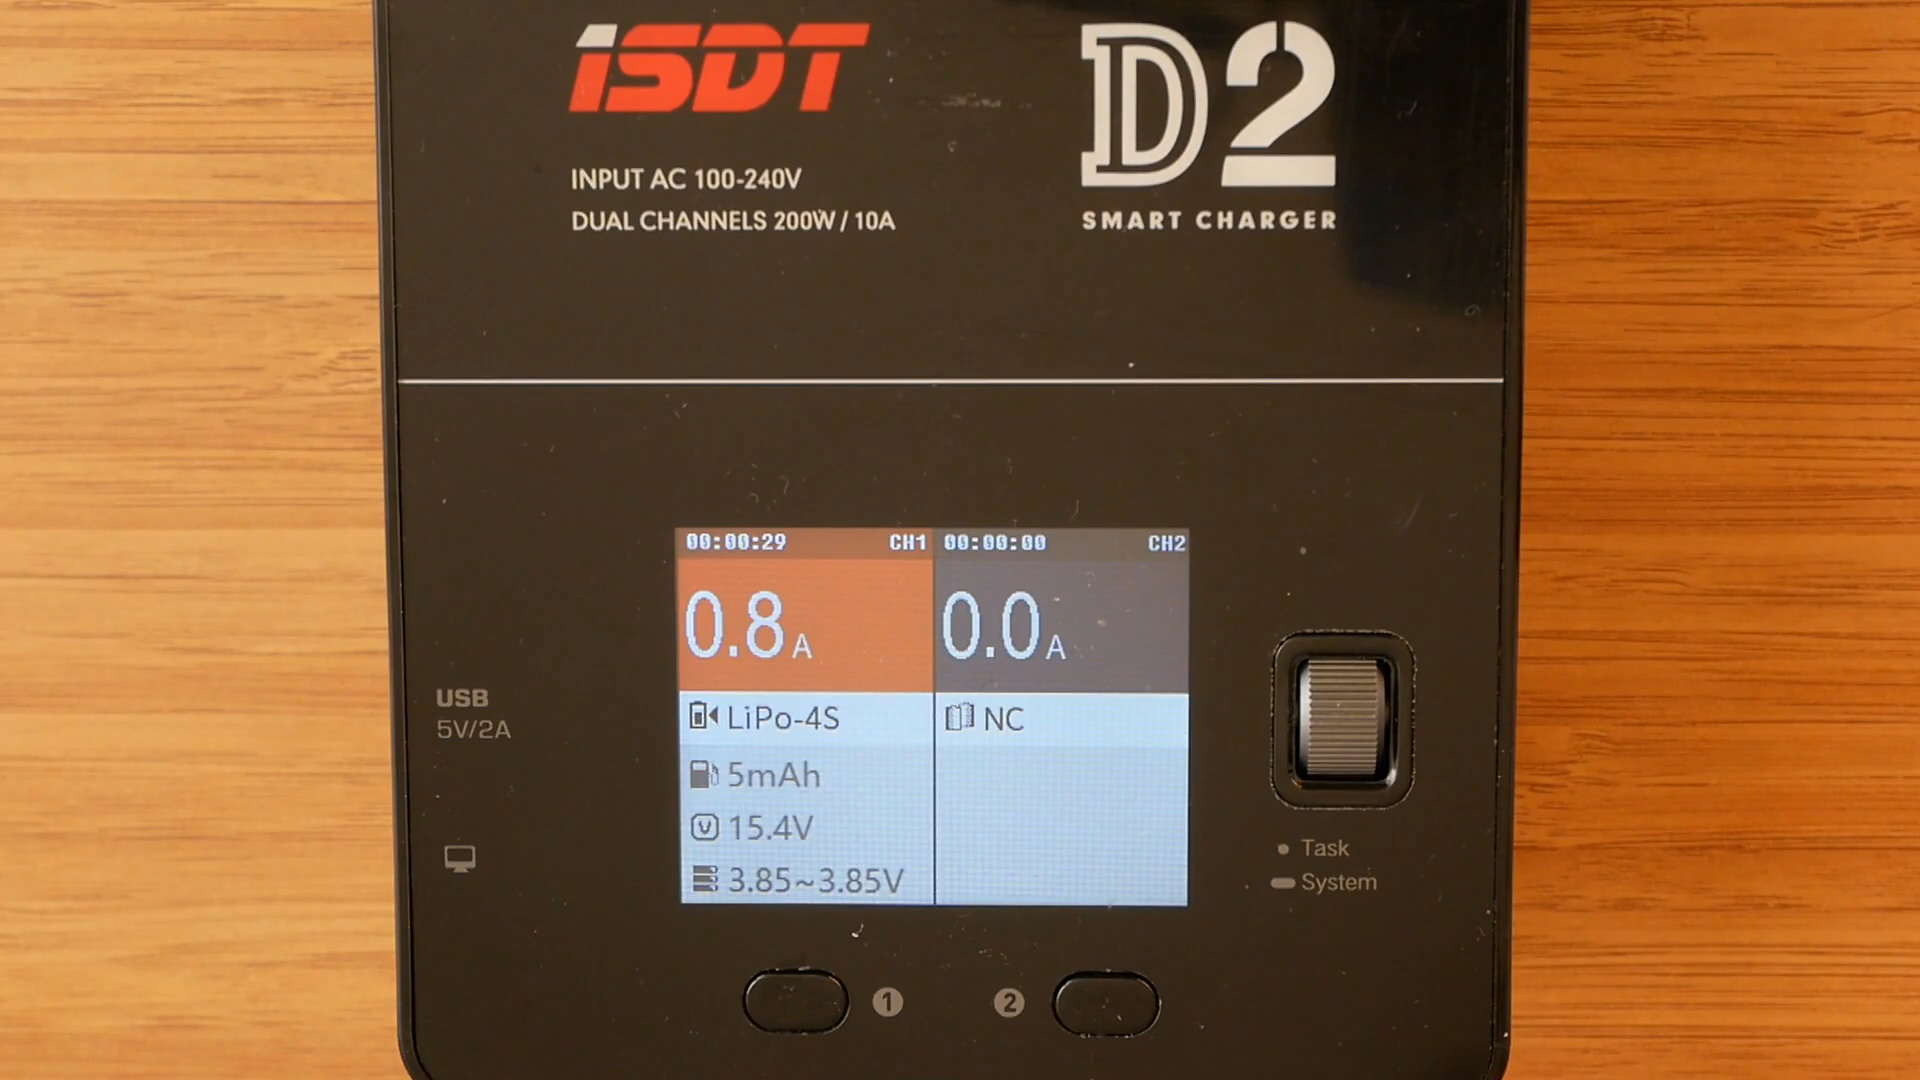 iSDT
D2
INPUT AC 100-240V
DUAL CHANNELS 200W / 10A
SMART CHARGER
00:00:29 CH1
00:00:00 CH2
0.8A
0.0A
LiPo-4S
NC
5mAh
V 15.4V
3.85~3.85V
USB
5V/2A
Task
System
1
2